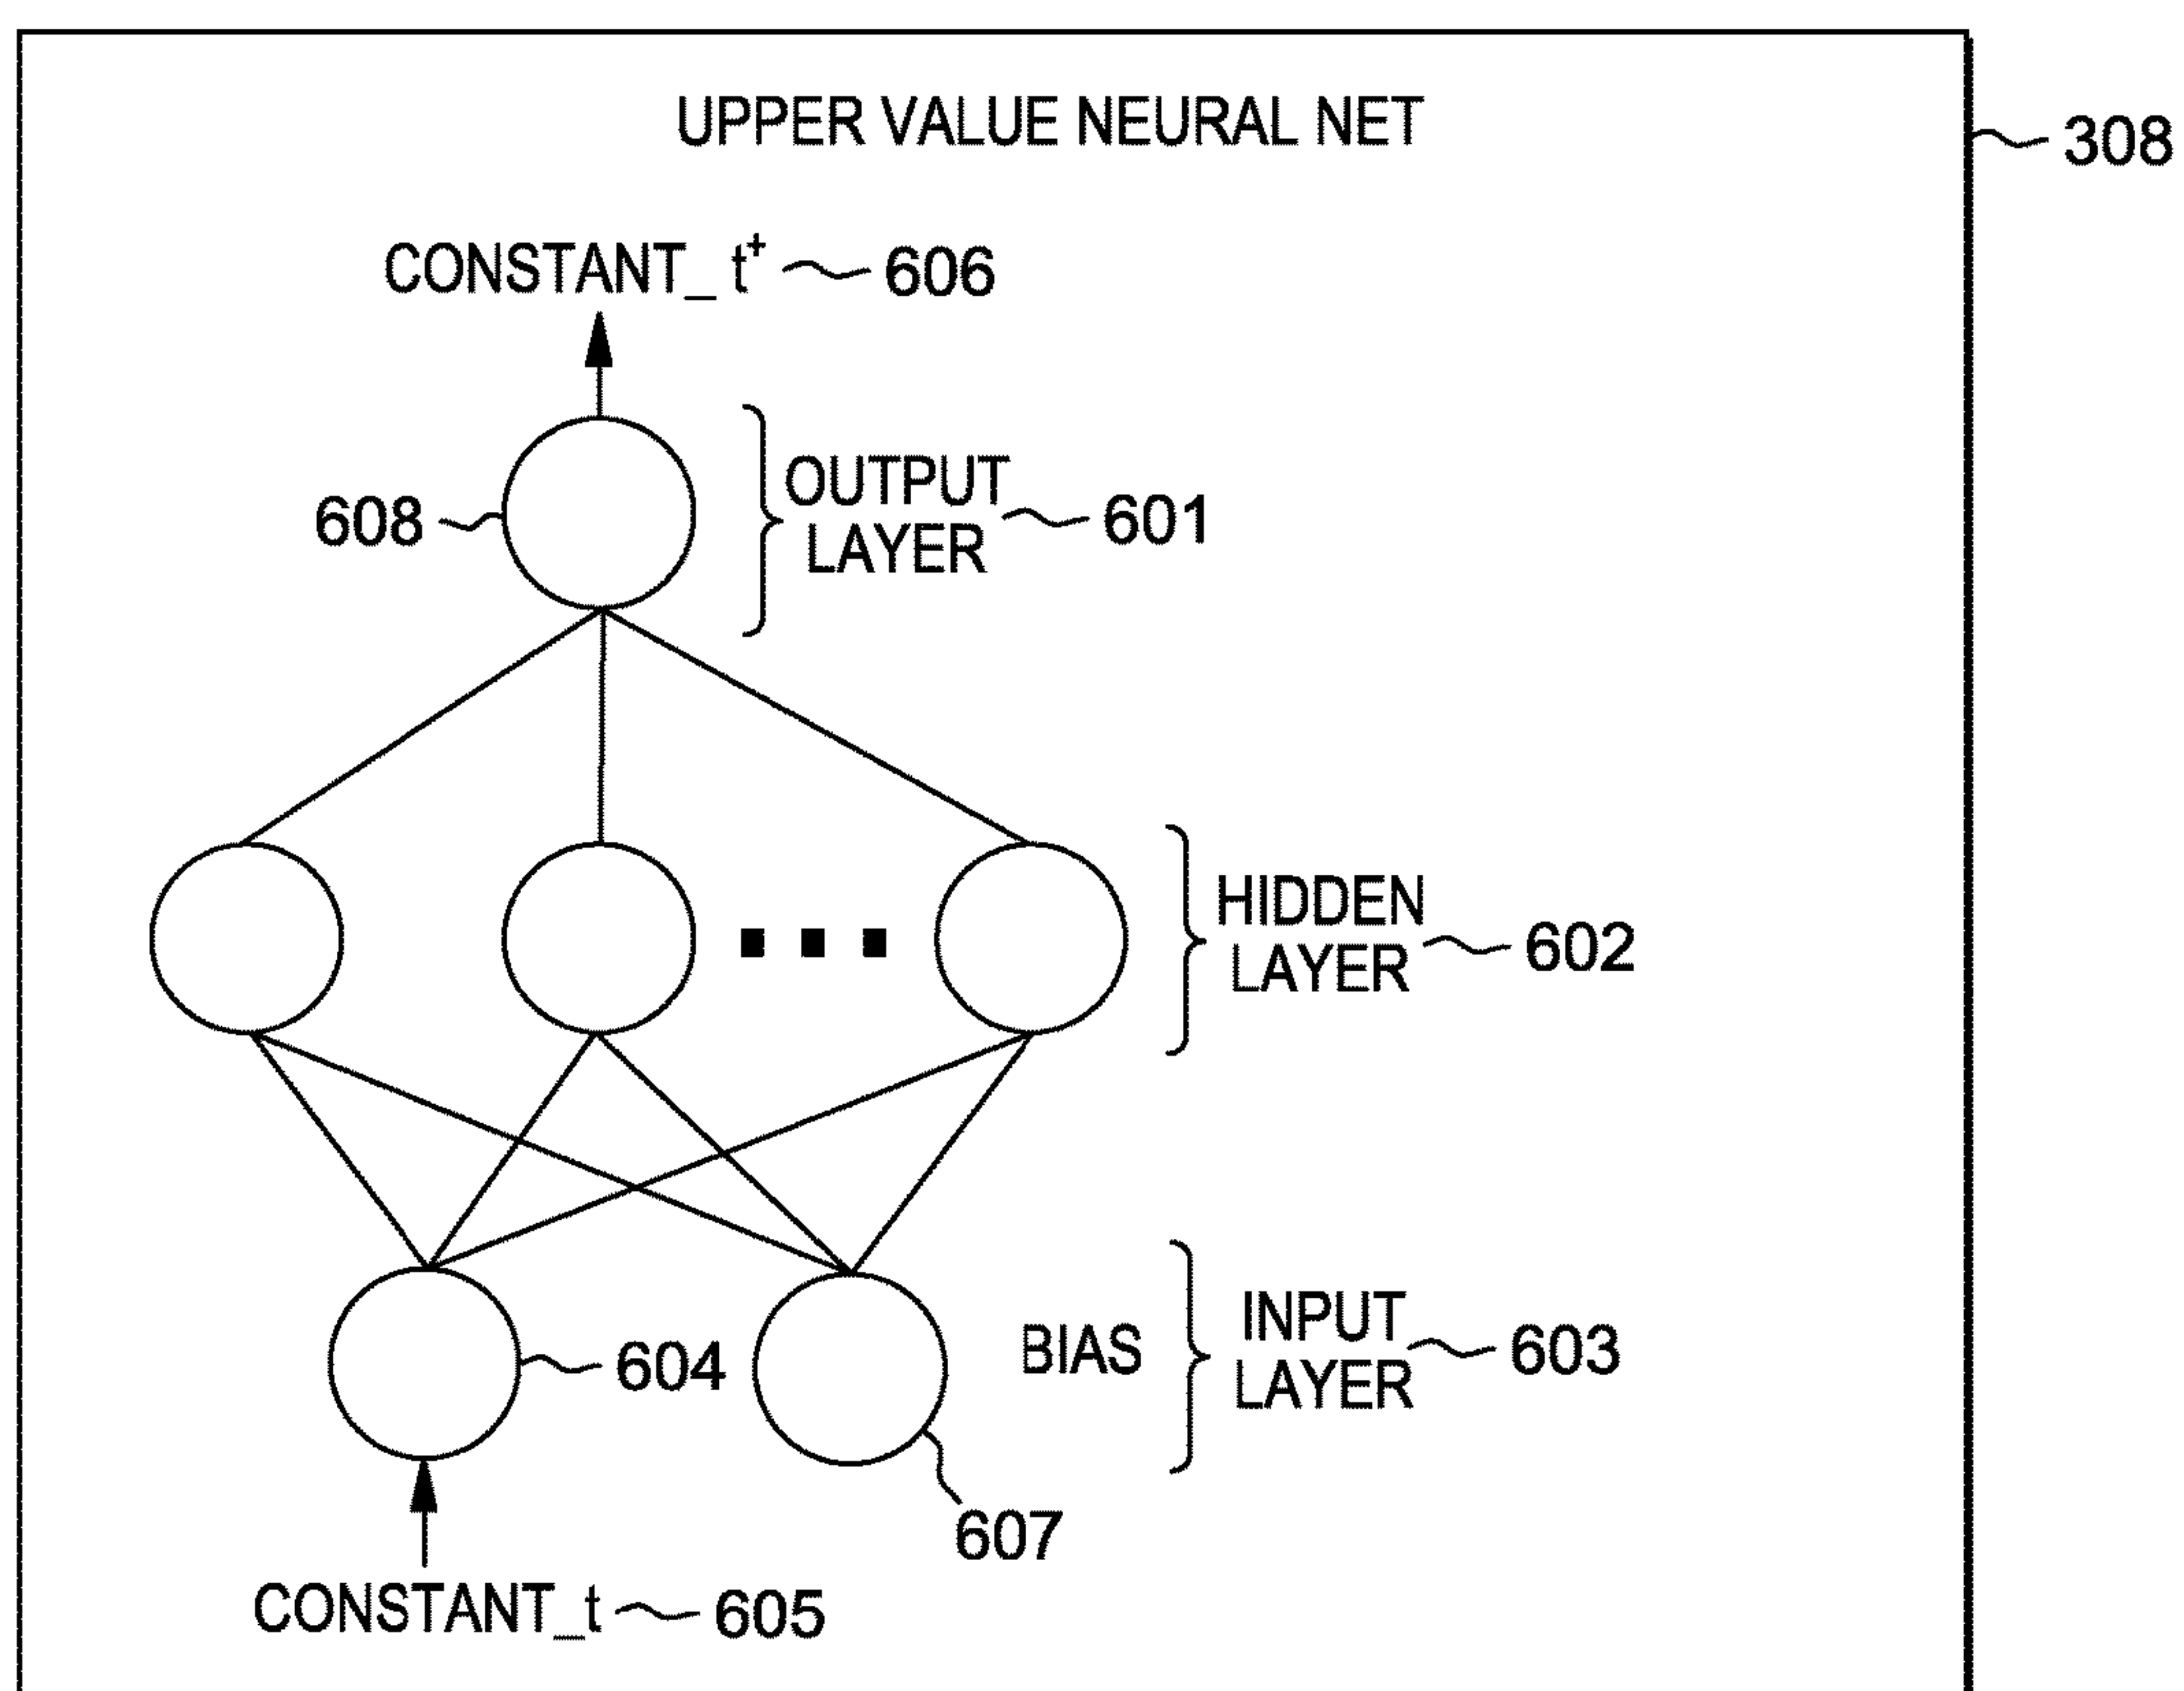 UPPER VALUE NEURAL NET
308
CONSTANT_ t⁺ 606
608
OUTPUT
LAYER
601
HIDDEN
LAYER
602
604
BIAS
INPUT
LAYER
603
607
CONSTANT_t 605